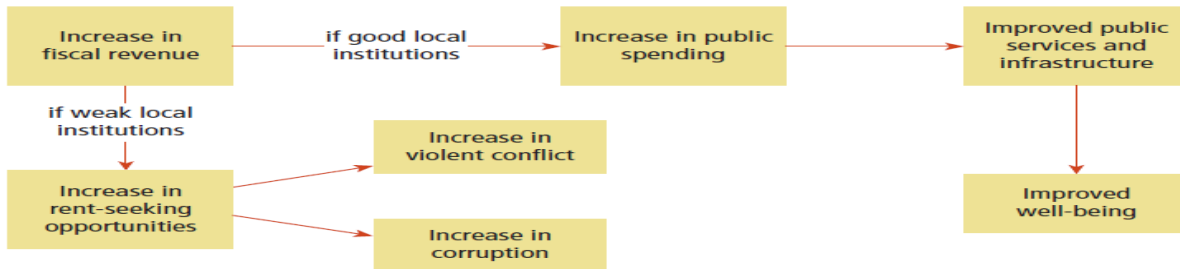 Increase in
fiscal revenue
if good local
institutions
Increase in public
spending
Improved public
services and
infrastructure
if weak local
institutions
Increase in
violent conflict
Increase in
rent-seeking
opportunities
Improved
well-being
Increase in
corruption